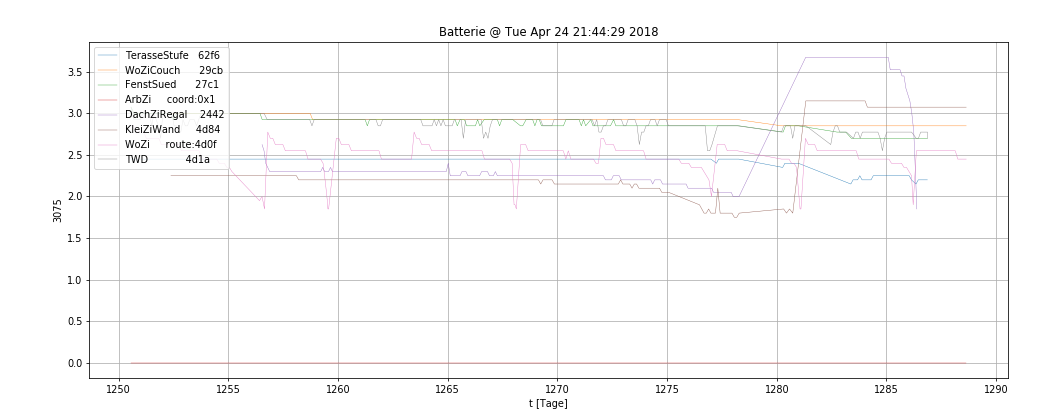 Batterie @ Tue Apr 24 21:44:29 2018
TerasseStufe 62f6
WoZiCouch 29cb
FenstSued 27c1
ArbZi coord:0x1
DachZiRegal 2442
KleiZiWand 4d84
WoZi route:4d0f
TWD 4d1a
3.5
3.0
2.5
2.0
1.5
1.0
0.5
0.0
3075
1250 1255 1260 1265 1270 1275 1280 1285 1290
t [Tage]